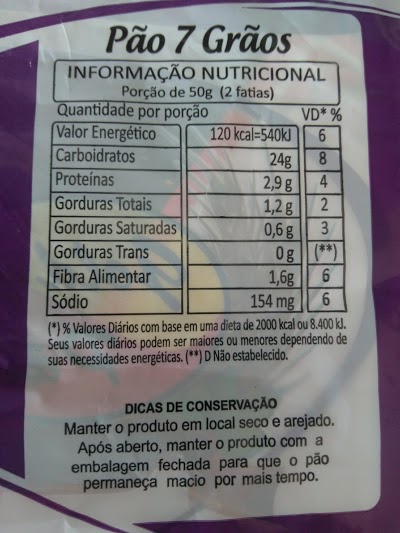 Pão 7 Grãos
INFORMAÇÃO NUTRICIONAL
Porção de 50g (2 fatias)
Quantidade por porção VD* %
Valor Energético 120 kcal=540kJ 6
Carboidratos 24g 8
Proteínas 2,9 g 4
Gorduras Totais 1,2 g 2
Gorduras Saturadas 0,6 g 3
Gorduras Trans 0 g (**)
Fibra Alimentar 1,6g 6
Sódio 154 mg 6
(*) % Valores Diários com base em uma dieta de 2000 kcal ou 8.400 kJ.
Seus valores diários podem ser maiores ou menores dependendo de
suas necessidades energéticas. (**) D Não estabelecido.
DICAS DE CONSERVAÇÃO
Manter o produto em local seco e arejado.
Após aberto, manter o produto com a
embalagem fechada para que o pão
permaneça macio por mais tempo.